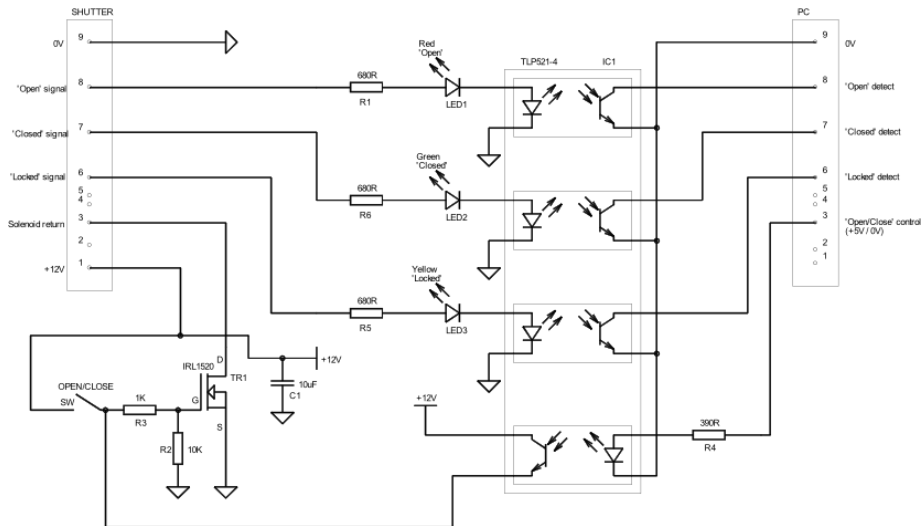 SHUTTER
PC
9
0V
Red
'Open'
TLP521-4
IC1
9
0V
8
'Open' signal
680R
R1
LED1
8
'Open' detect
7
'Closed' signal
Green
'Closed'
7
'Closed' detect
6
'Locked' signal
680R
R6
LED2
6
'Locked' detect
5
4
5
4
3
Solenoid return
3
'Open/Close' control
(+5V / 0V)
2
2
1
+12V
1
Yellow
'Locked'
680R
R5
LED3
D
IRL1520
TR1
G
S
+12V
10uF
C1
OPEN/CLOSE
SW
1K
R3
R2
10K
+12V
390R
R4